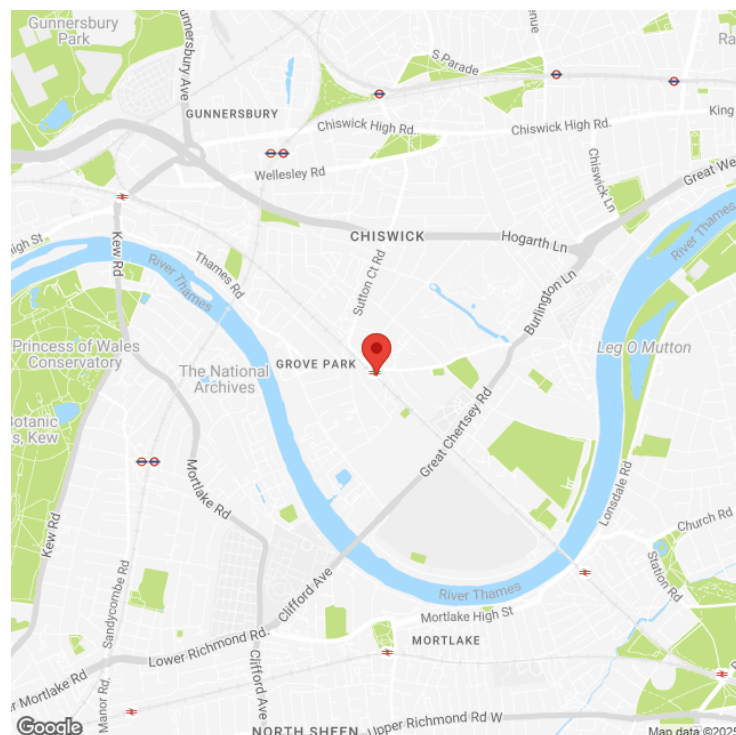 Gunnersbury
Park
Gunnersbury Ave
S Parade
GUNNERSBURY
Chiswick High Rd.
Chiswick High Rd.
King
Wellesley Rd
Chiswick Ln
Great We
CHISWICK
Hogarth Ln
River Thames
High St
Kew Rd
River Thames
Thames Rd
Sutton Ct Rd
Burlington Ln
Princess of Wales
Conservatory
The National
Archives
GROVE PARK
Leg O Mutton
Botanic
s, Kew
Great Chertsey Rd
Mortlake Rd
Lonsdale Rd
Kew Rd
Church Rd
Station Rd
Sandycombe Rd
Clifford Ave
River Thames
Mortlake High St
MORTLAKE
Lower Richmond Rd.
Clifford Ave
er Mortlake Rd
Manor Rd.
NORTH SHEEN
Upper Richmond Rd W
Google
Map data ©2025